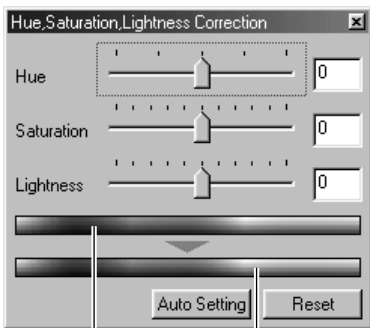 Hue,Saturation,Lightness Correction
Hue 0
Saturation 0
Lightness 0
Auto Setting Reset